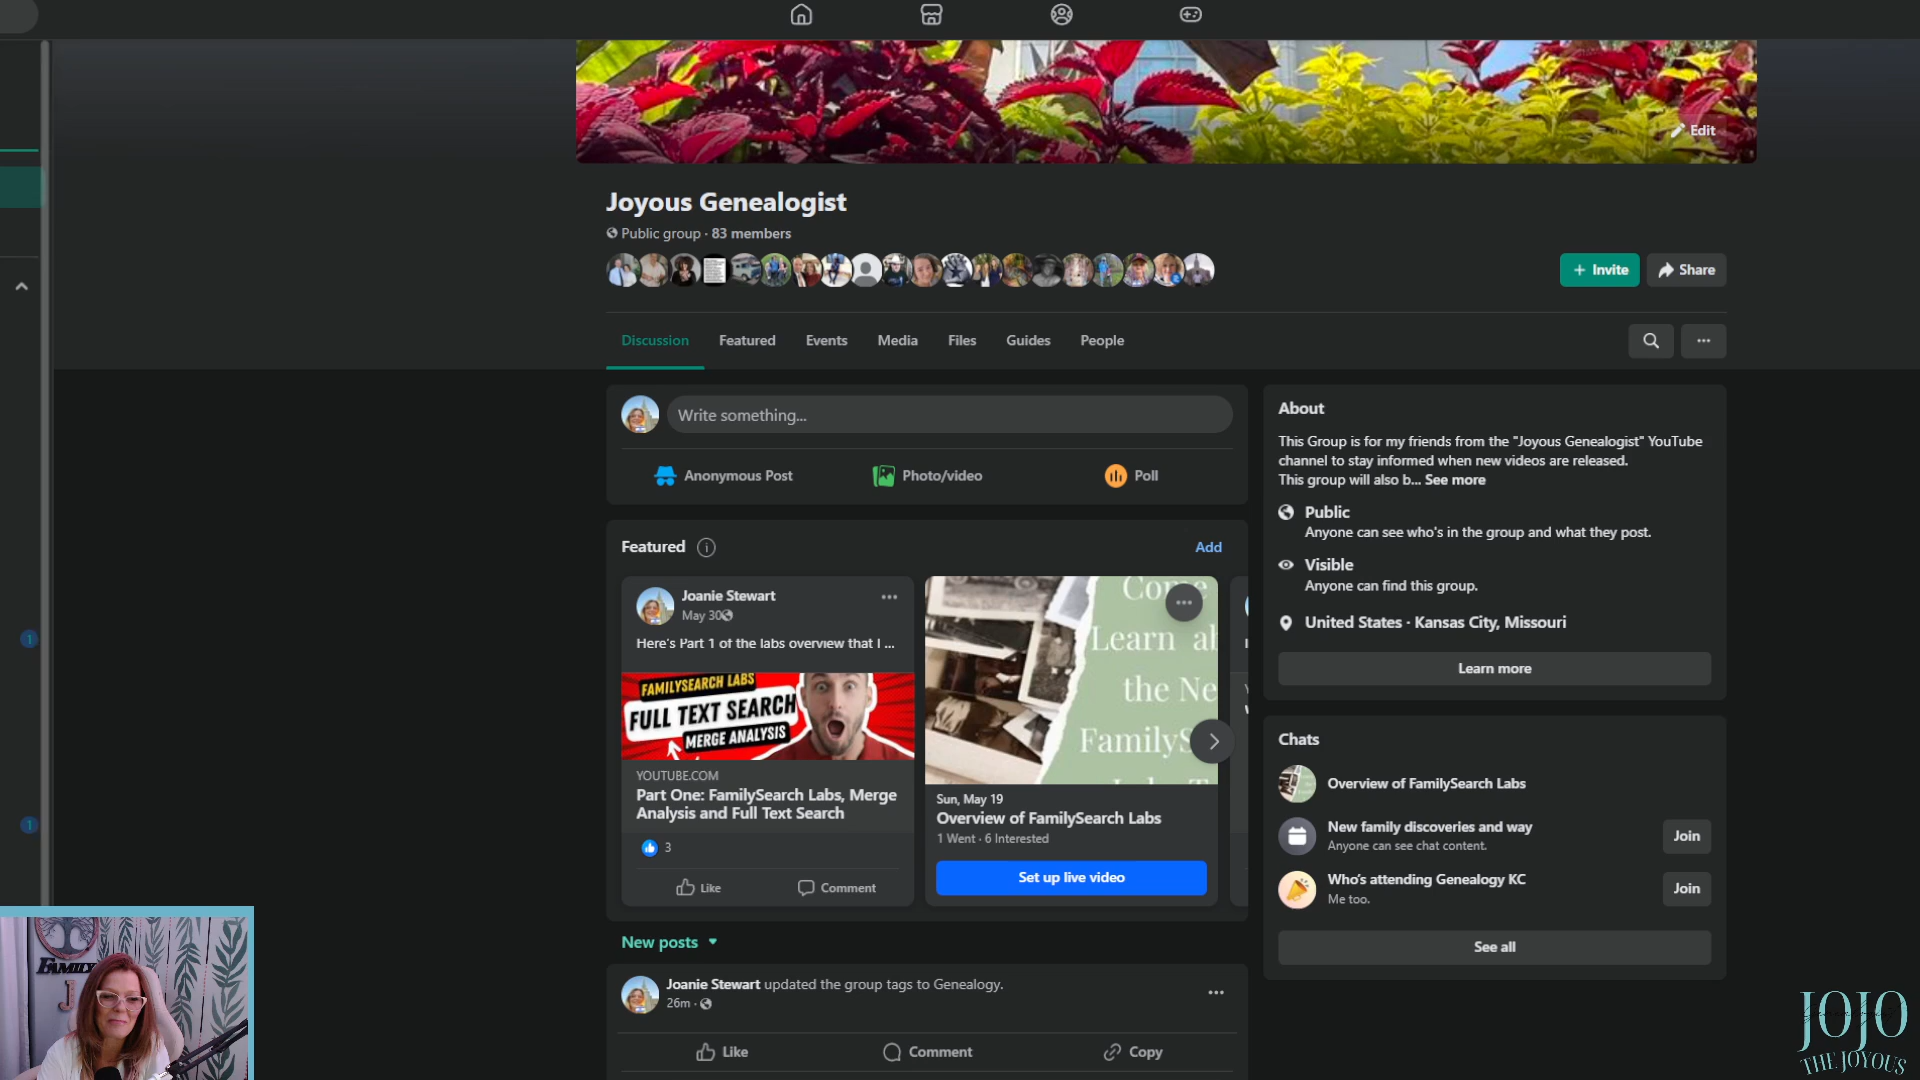 Edit
Joyous Genealogist
Public group · 83 members
+ Invite
Share
Discussion
Featured
Events
Media
Files
Guides
People
Write something...
Anonymous Post
Photo/video
Poll
Featured
Add
Joanie Stewart
May 30
Here's Part 1 of the labs overview that I ...
FAMILYSEARCH LABS
FULL TEXT SEARCH
MERGE ANALYSIS
YOUTUBE.COM
Part One: FamilySearch Labs, Merge
Analysis and Full Text Search
3
Like
Comment
Come
Learn ab
the Ne
FamilyS
Sun, May 19
Overview of FamilySearch Labs
1 Went · 6 Interested
Set up live video
New posts
Joanie Stewart updated the group tags to Genealogy.
26m ·
Like
Comment
Copy
About
This Group is for my friends from the "Joyous Genealogist" YouTube
channel to stay informed when new videos are released.
This group will also b... See more
Public
Anyone can see who's in the group and what they post.
Visible
Anyone can find this group.
United States · Kansas City, Missouri
Learn more
Chats
Overview of FamilySearch Labs
New family discoveries and way
Anyone can see chat content.
Join
Who's attending Genealogy KC
Me too.
Join
See all
1
1
FAMILY
J
JOJO
THE JOYOUS